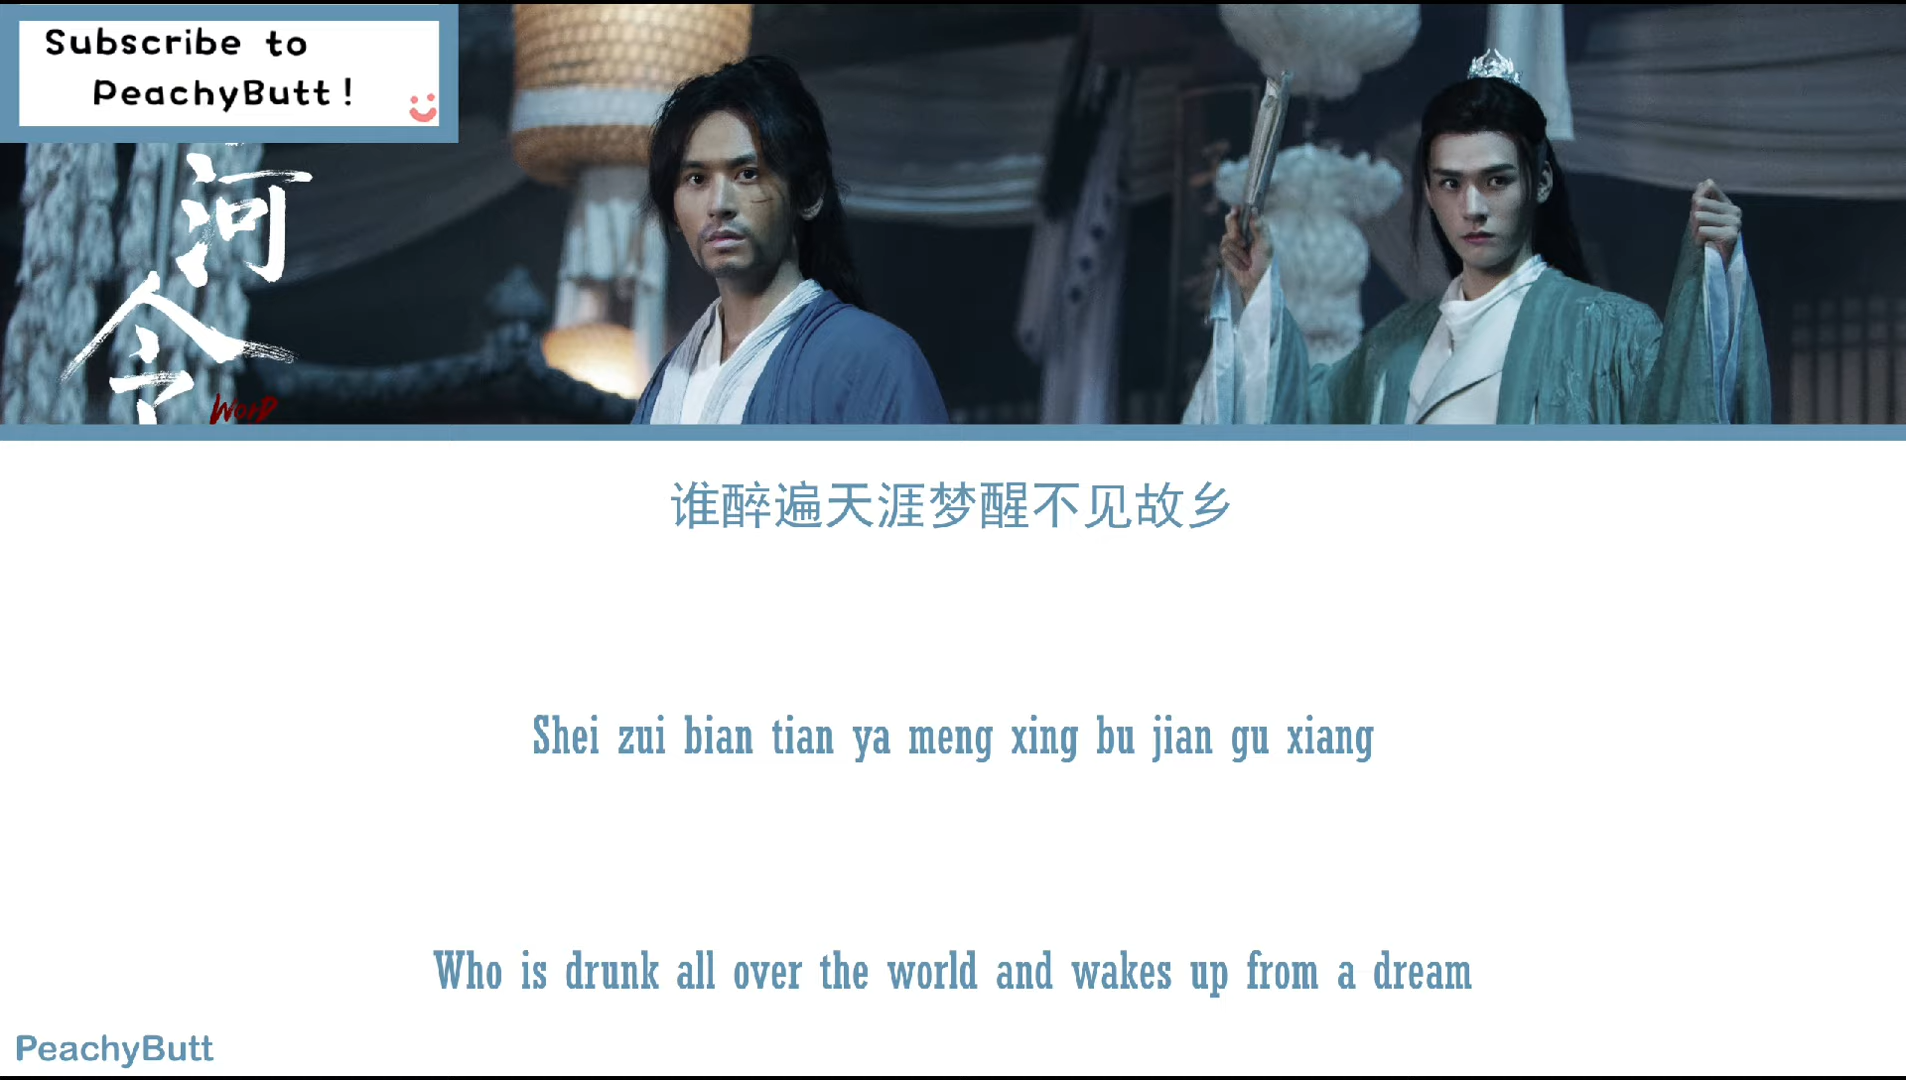 Subscribe to
PeachyButt!
河
令
WORD
谁醉遍天涯梦醒不见故乡
Shei zui bian tian ya meng xing bu jian gu xiang
Who is drunk all over the world and wakes up from a dream
PeachyButt